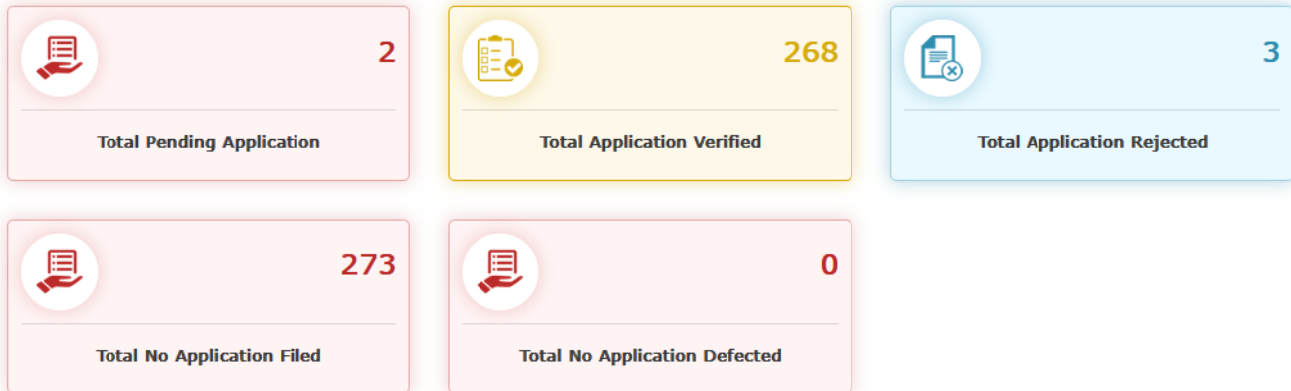 2
Total Pending Application
268
Total Application Verified
3
Total Application Rejected
273
Total No Application Filed
0
Total No Application Defected